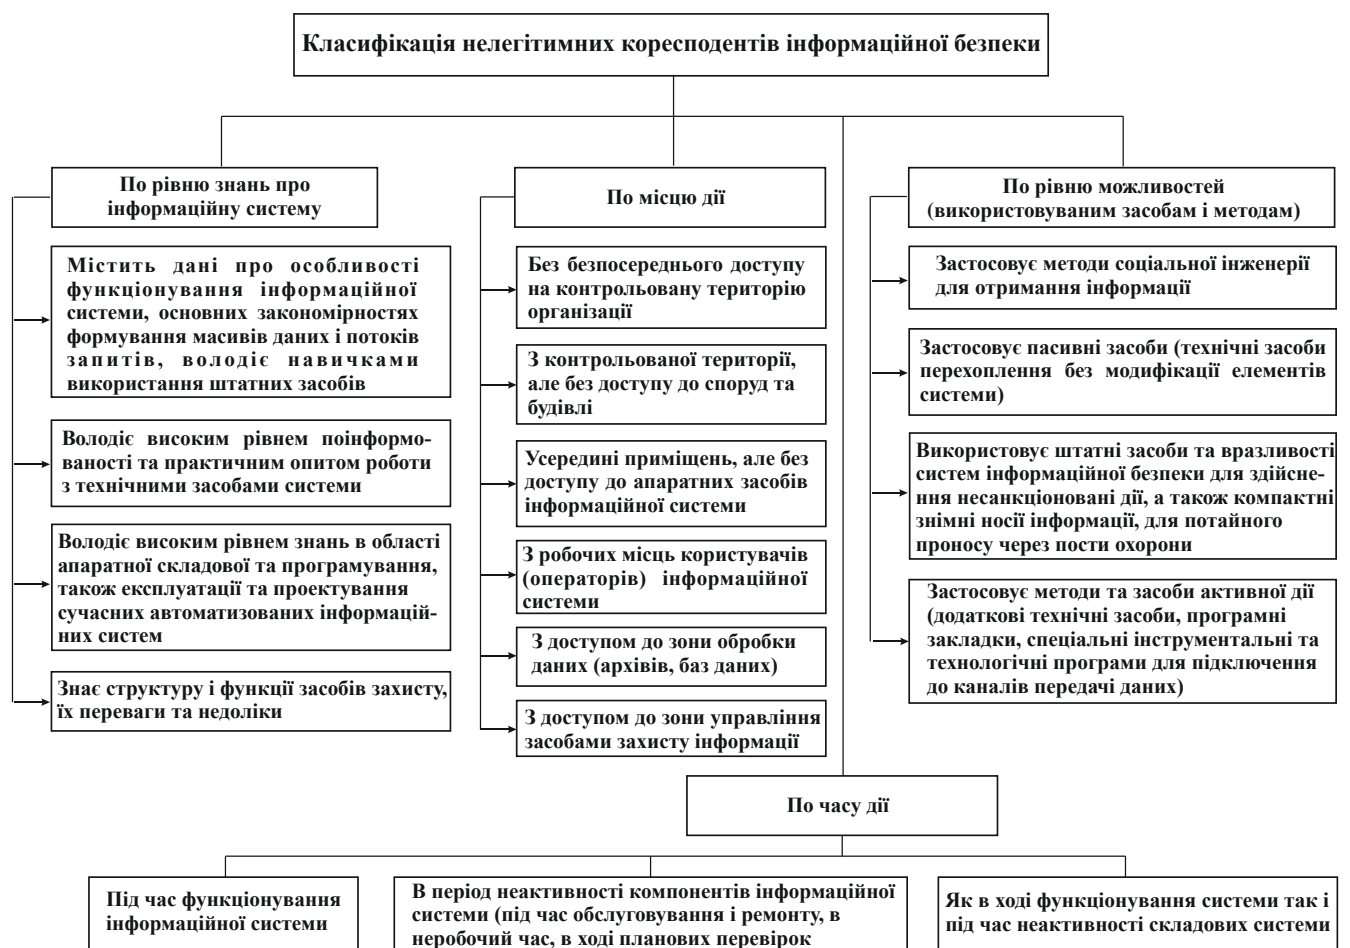 Класифікація нелегітимних коресподентів інформаційної безпеки
По рівню знань про
інформаційну систему
Містить дані про особливості
функціонування інформаційної
системи, основних закономірностях
формування масивів даних і потоків
запитів, володіє навичками
використання штатних засобів
Володіє високим рівнем поінформо-
ваності та практичним опитом роботи
з технічними засобами системи
Володіє високим рівнем знань в області
апаратної складової та програмування,
також експлуатації та проектування
сучасних автоматизованих інформацій-
них систем
Знає структуру і функції засобів захисту,
їх переваги та недоліки
По місцю дії
Без безпосереднього доступу
на контрольовану територію
організації
З контрольованої території,
але без доступу до споруд та
будівлі
Усередині приміщень, але без
доступу до апаратних засобів
інформаційної системи
З робочих місць користувачів
(операторів) інформаційної
системи
З доступом до зони обробки
даних (архівів, баз даних)
З доступом до зони управління
засобами захисту інформації
По рівню можливостей
(використовуваним засобам і методам)
Застосовує методи соціальної інженерії
для отримання інформації
Застосовує пасивні засоби (технічні засоби
перехоплення без модифікації елементів
системи)
Використовує штатні засоби та вразливості
систем інформаційної безпеки для здійсне-
ння несанкціоновані дії, а також компактні
знімні носії інформації, для потайного
проносу через пости охорони
Застосовує методи та засоби активної дії
(додаткові технічні засоби, програмні
закладки, спеціальні інструментальні та
технологічні програми для підключення
до каналів передачі даних)
По часу дії
Під час функціонування
інформаційної системи
В період неактивності компонентів інформаційної
системи (під час обслуговування і ремонту, в
неробочий час, в ході планових перевірок
Як в ході функціонування системи так і
під час неактивності складових системи